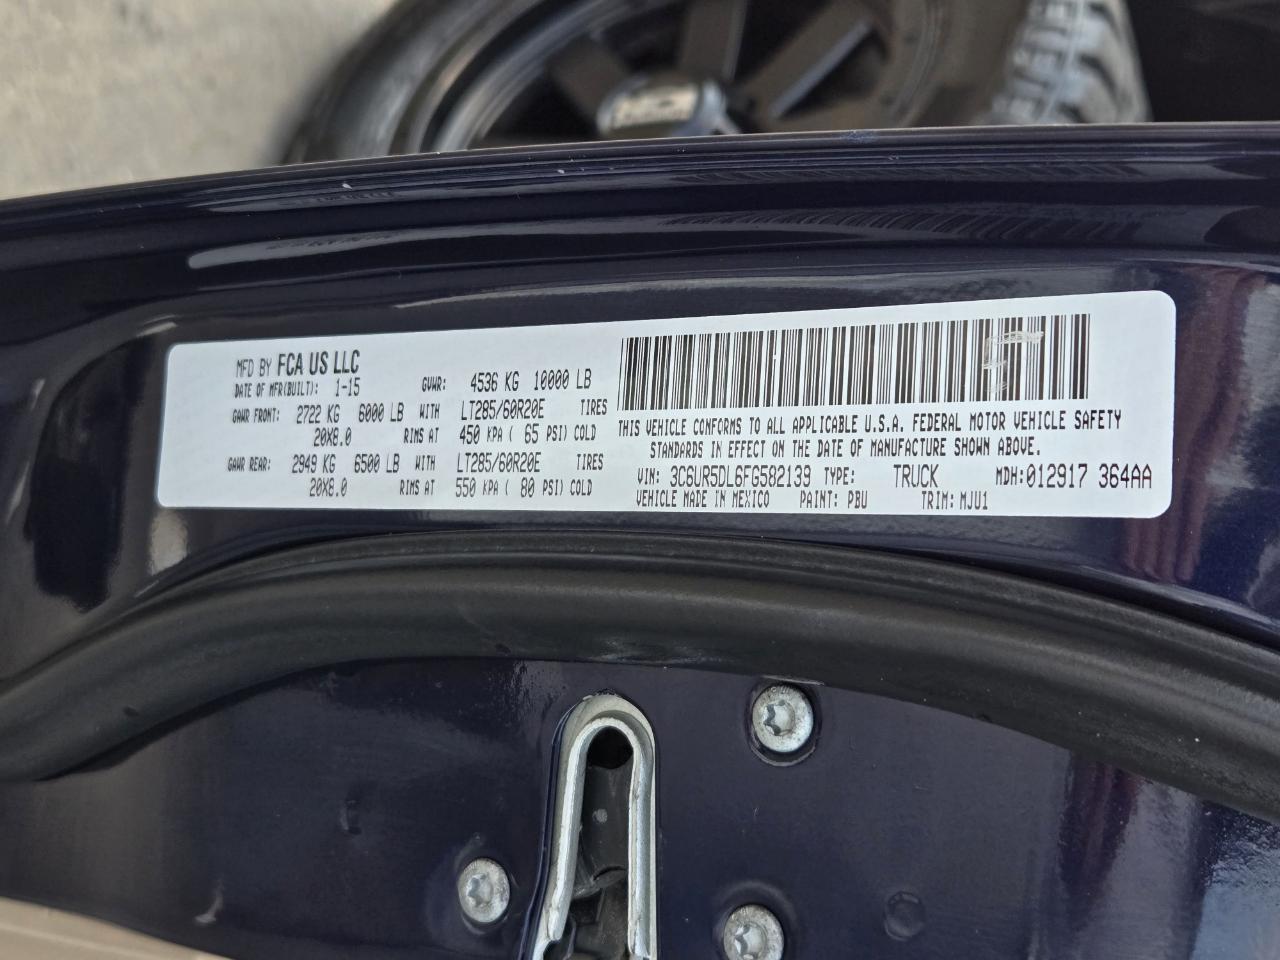 MFD BY FCA US LLC
DATE OF MFR(BUILT): 1-15 GVWR: 4536 KG 10000 LB
GAWR FRONT: 2722 KG 6000 LB WITH LT285/60R20E TIRES
20X8.0 RIMS AT 450 KPA ( 65 PSI) COLD
GAWR REAR: 2949 KG 6500 LB WITH LT285/60R20E TIRES
20X8.0 RIMS AT 550 KPA ( 80 PSI) COLD
THIS VEHICLE CONFORMS TO ALL APPLICABLE U.S.A. FEDERAL MOTOR VEHICLE SAFETY
STANDARDS IN EFFECT ON THE DATE OF MANUFACTURE SHOWN ABOVE.
VIN: 3C6UR5DL6FG582139 TYPE: TRUCK MDH:012917 364AA
VEHICLE MADE IN MEXICO PAINT: PBU TRIM: MJU1